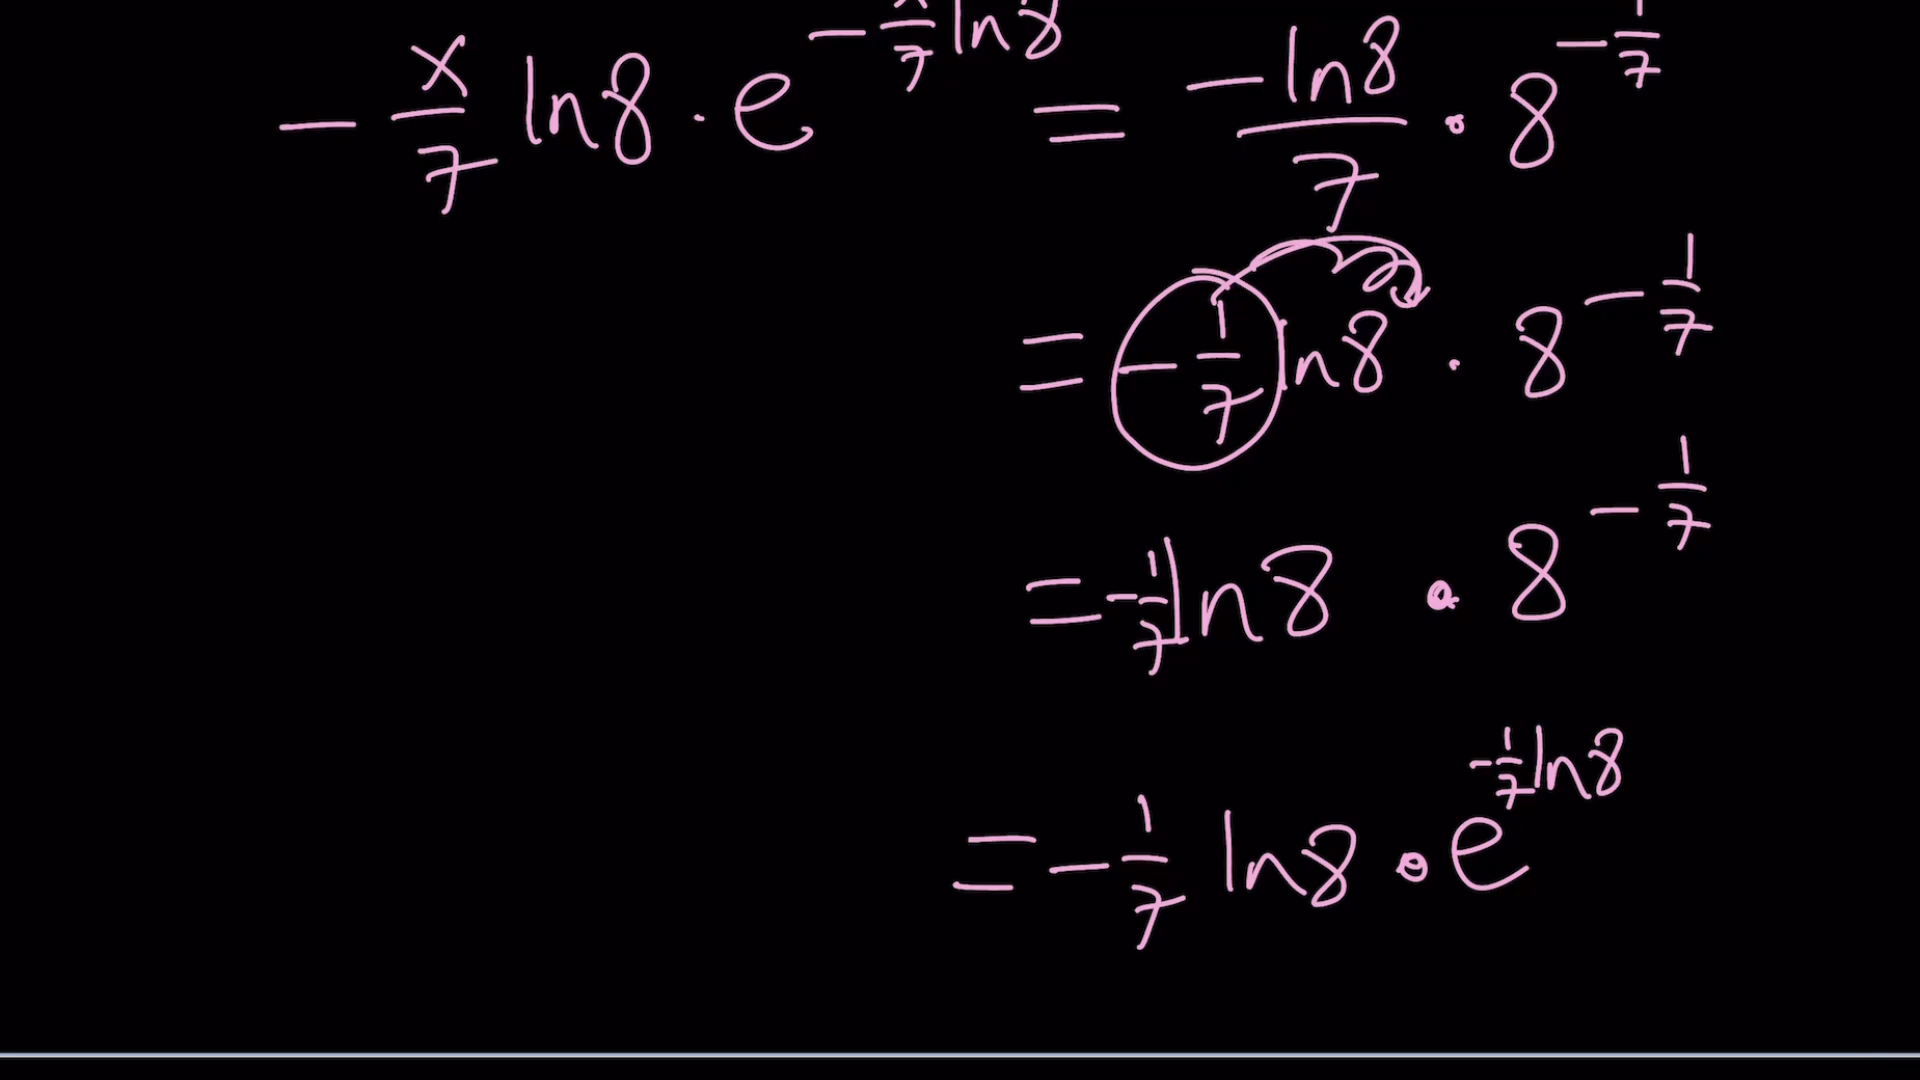 − x/7 ln8 · e^(− x/7 ln8) = −ln8/7 · 8^(− 1/7)
= − 1/7 ln8 · 8^(− 1/7)
= − 1/7 ln8 · 8^(− 1/7)
= − 1/7 ln8 · e^(− 1/7 ln8)